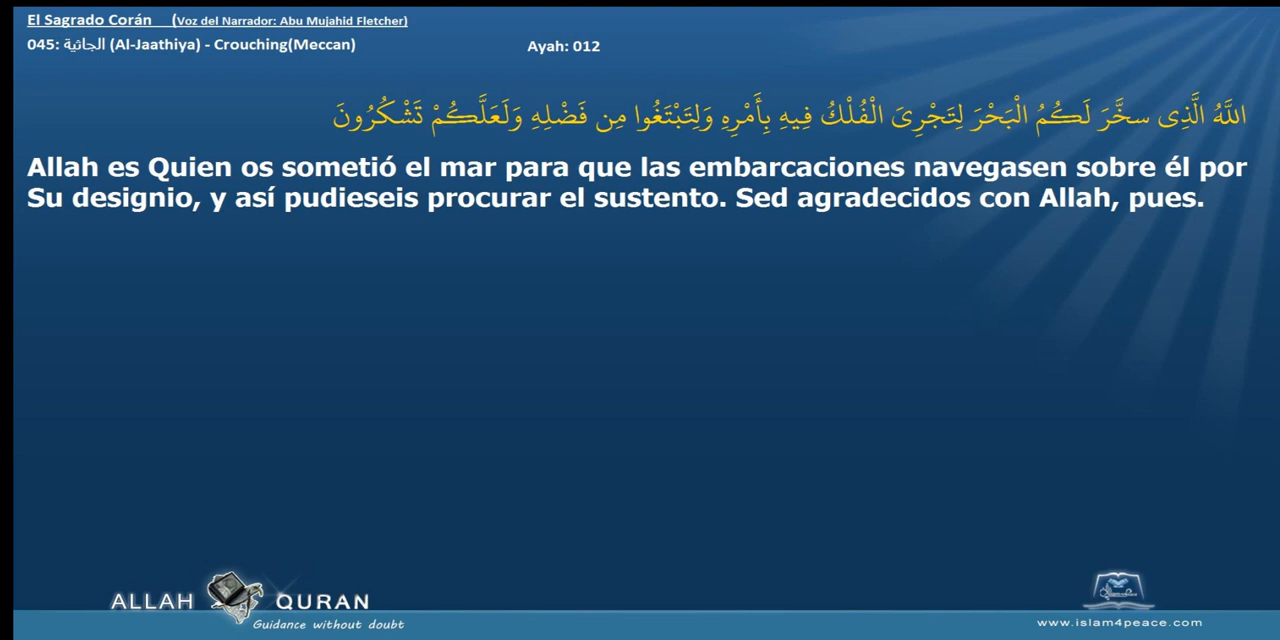 El Sagrado Corán (Voz del Narrador: Abu Mujahid Fletcher)
045: الجاثية (Al-Jaathiya) - Crouching(Meccan) Ayah: 012
اللَّهُ الَّذِى سخَّرَ لَكُمُ الْبَحْرَ لِتَجْرِىَ الْفُلْكُ فِيهِ بِأَمْرِهِ وَلِتَبْتَغُوا مِن فَضْلِهِ وَلَعَلَّكُمْ تَشْكُرُونَ
Allah es Quien os sometió el mar para que las embarcaciones navegasen sobre él por
Su designio, y así pudieseis procurar el sustento. Sed agradecidos con Allah, pues.
ALLAH QURAN
Guidance without doubt
www.islam4peace.com